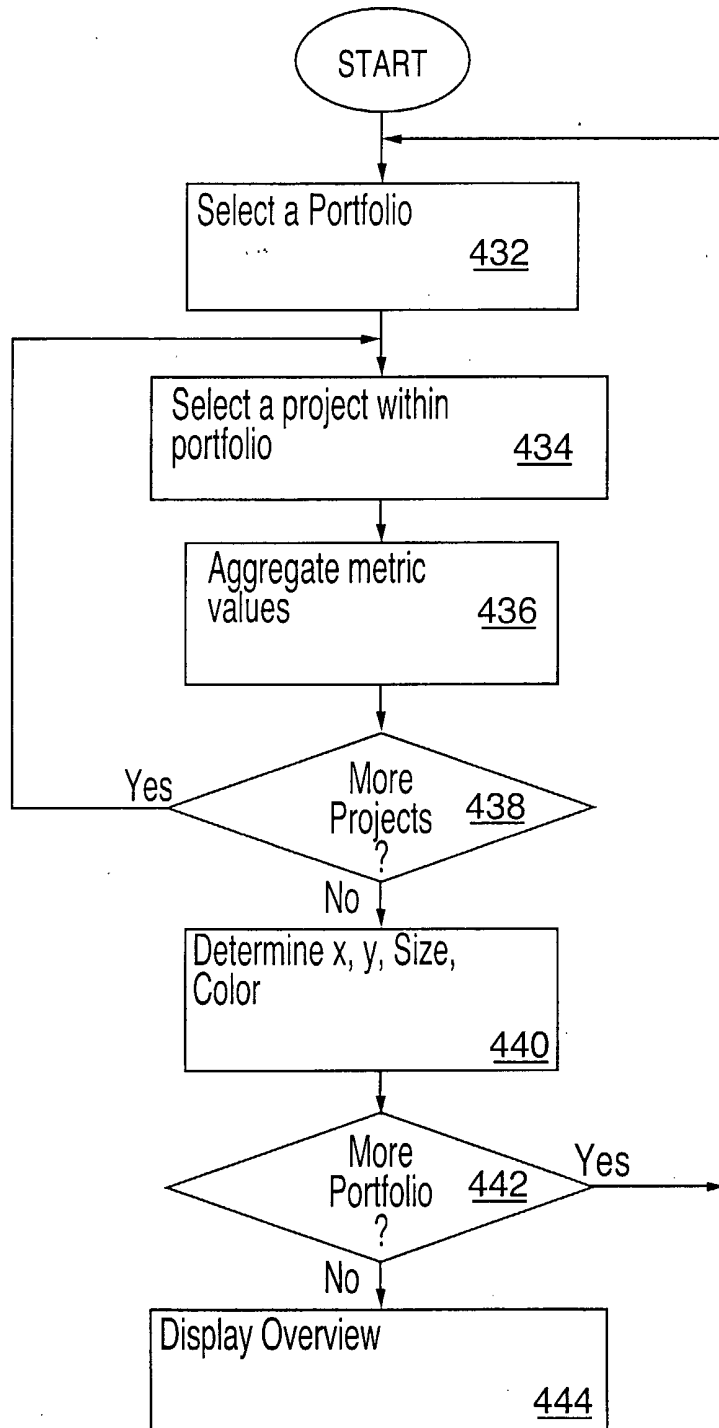 START
Select a Portfolio
432
Select a project within
portfolio
434
Aggregate metric
values
436
Yes
More
Projects
?
438
No
Determine x, y, Size,
Color
440
More
Portfolio
?
442
Yes
No
Display Overview
444